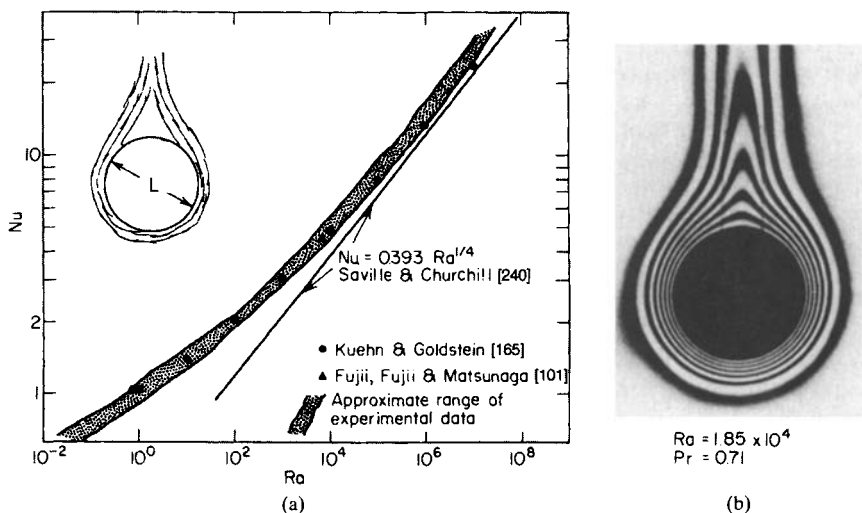 Nu
10
2
1
L
Nu = 0393 Ra^{1/4}
Saville & Churchill [240]
Kuehn & Goldstein [165]
Fujii, Fujii & Matsunaga [101]
Approximate range of
experimental data
10^{-2} 10^0 10^2 10^4 10^6 10^8
Ra
(a)
Ra = 1.85 x 10^4
Pr = 0.71
(b)